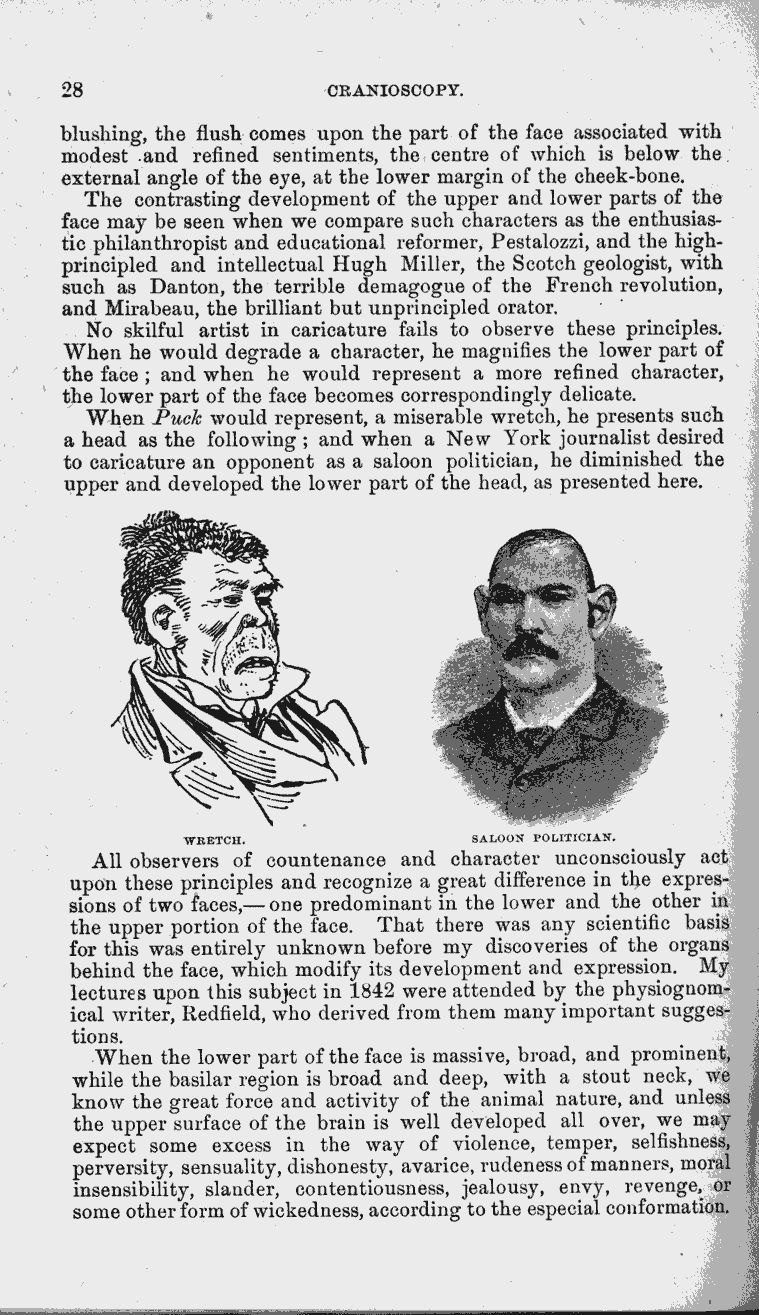 28
CRANIOSCOPY.
blushing, the flush comes upon the part of the face associated with
modest and refined sentiments, the centre of which is below the
external angle of the eye, at the lower margin of the cheek-bone.
The contrasting development of the upper and lower parts of the
face may be seen when we compare such characters as the enthusias-
tic philanthropist and educational reformer, Pestalozzi, and the high-
principled and intellectual Hugh Miller, the Scotch geologist, with
such as Danton, the terrible demagogue of the French revolution,
and Mirabeau, the brilliant but unprincipled orator.
No skilful artist in caricature fails to observe these principles.
When he would degrade a character, he magnifies the lower part of
the face ; and when he would represent a more refined character,
the lower part of the face becomes correspondingly delicate.
When Puck would represent, a miserable wretch, he presents such
a head as the following ; and when a New York journalist desired
to caricature an opponent as a saloon politician, he diminished the
upper and developed the lower part of the head, as presented here.
WRETCH.
SALOON POLITICIAN.
All observers of countenance and character unconsciously act
upon these principles and recognize a great difference in the expres-
sions of two faces,— one predominant in the lower and the other in
the upper portion of the face. That there was any scientific basis
for this was entirely unknown before my discoveries of the organs
behind the face, which modify its development and expression. My
lectures upon this subject in 1842 were attended by the physiognom-
ical writer, Redfield, who derived from them many important sugges-
tions.
When the lower part of the face is massive, broad, and prominent,
while the basilar region is broad and deep, with a stout neck, we
know the great force and activity of the animal nature, and unless
the upper surface of the brain is well developed all over, we may
expect some excess in the way of violence, temper, selfishness,
perversity, sensuality, dishonesty, avarice, rudeness of manners, moral
insensibility, slander, contentiousness, jealousy, envy, revenge, or
some other form of wickedness, according to the especial conformation.